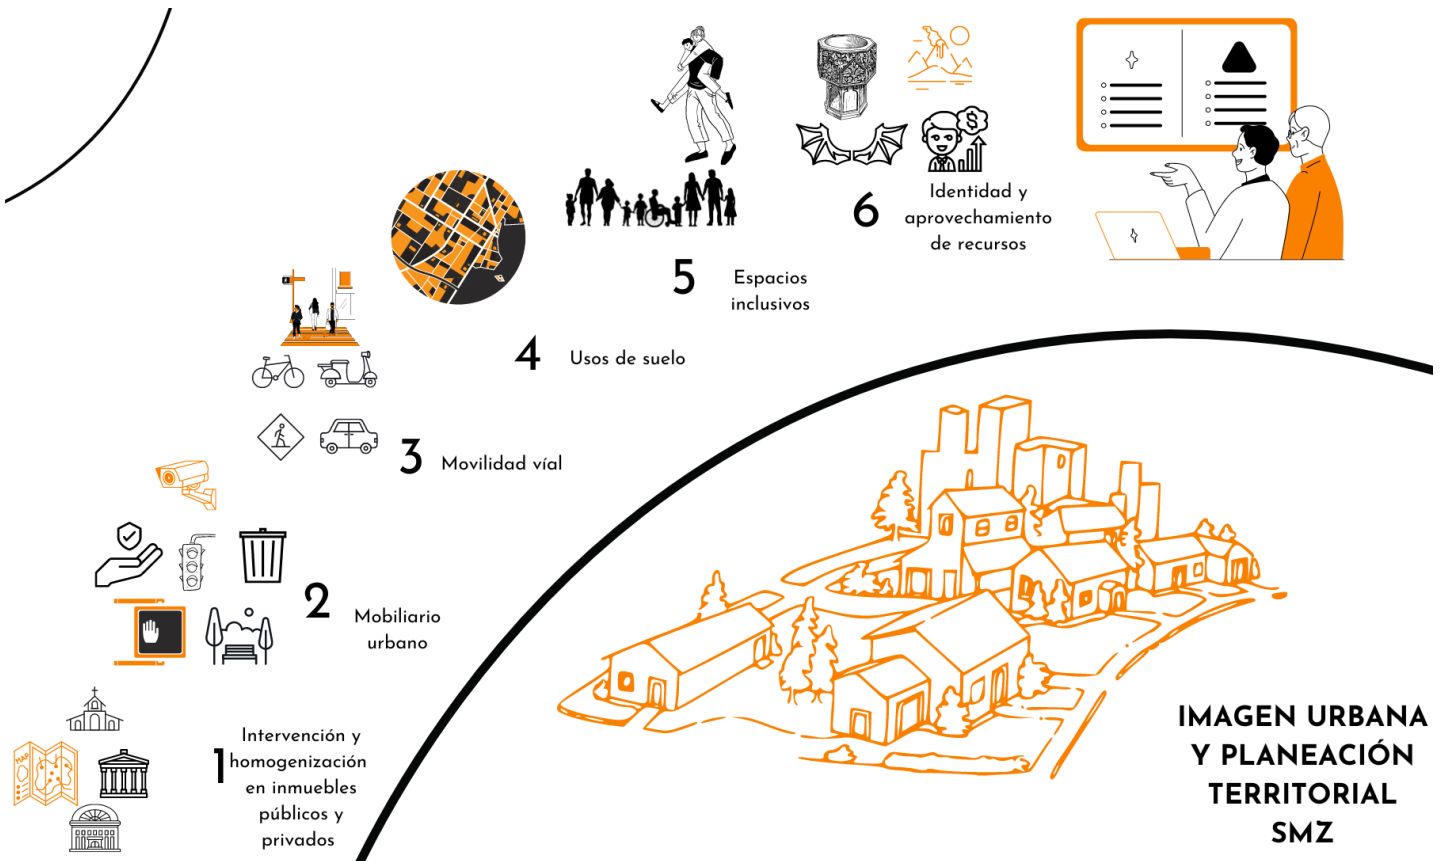 6
Identidad y
aprovechamiento
de recursos
5
Espacios
inclusivos
4
Usos de suelo
3
Movilidad víal
2
Mobiliario
urbano
1
Intervención y
homogenización
en inmuebles
públicos y
privados
MAP
$
IMAGEN URBANA
Y PLANEACIÓN
TERRITORIAL
SMZ